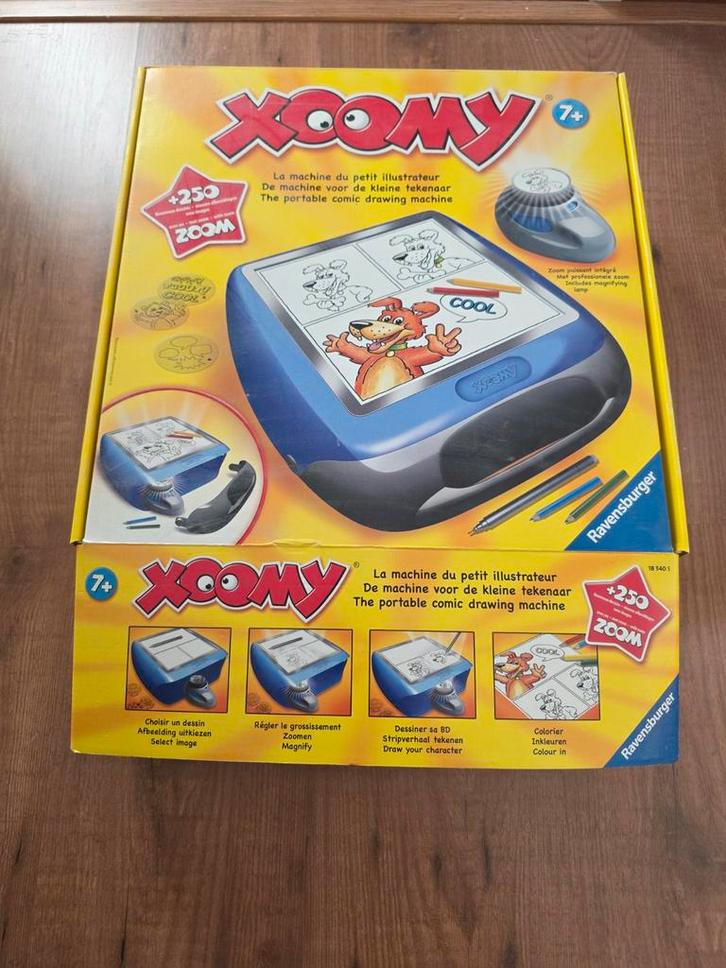 XOOMY®
7+
La machine du petit illustrateur
De machine voor de kleine tekenaar
The portable comic drawing machine
+250
ZOOM
Zoom puissant intégré
Met professionele zoom
Includes magnifying
lamp
COOL
XOOMY
COOL
Ravensburger
7+
XOOMY®
La machine du petit illustrateur
De machine voor de kleine tekenaar
The portable comic drawing machine
18 540 5
+250
ZOOM
COOL
Choisir un dessin
Afbeelding uitkiezen
Select image
Régler le grossissement
Zoomen
Magnify
Dessiner sa BD
Stripverhaal tekenen
Draw your character
Colorier
Inkleuren
Colour in
Ravensburger